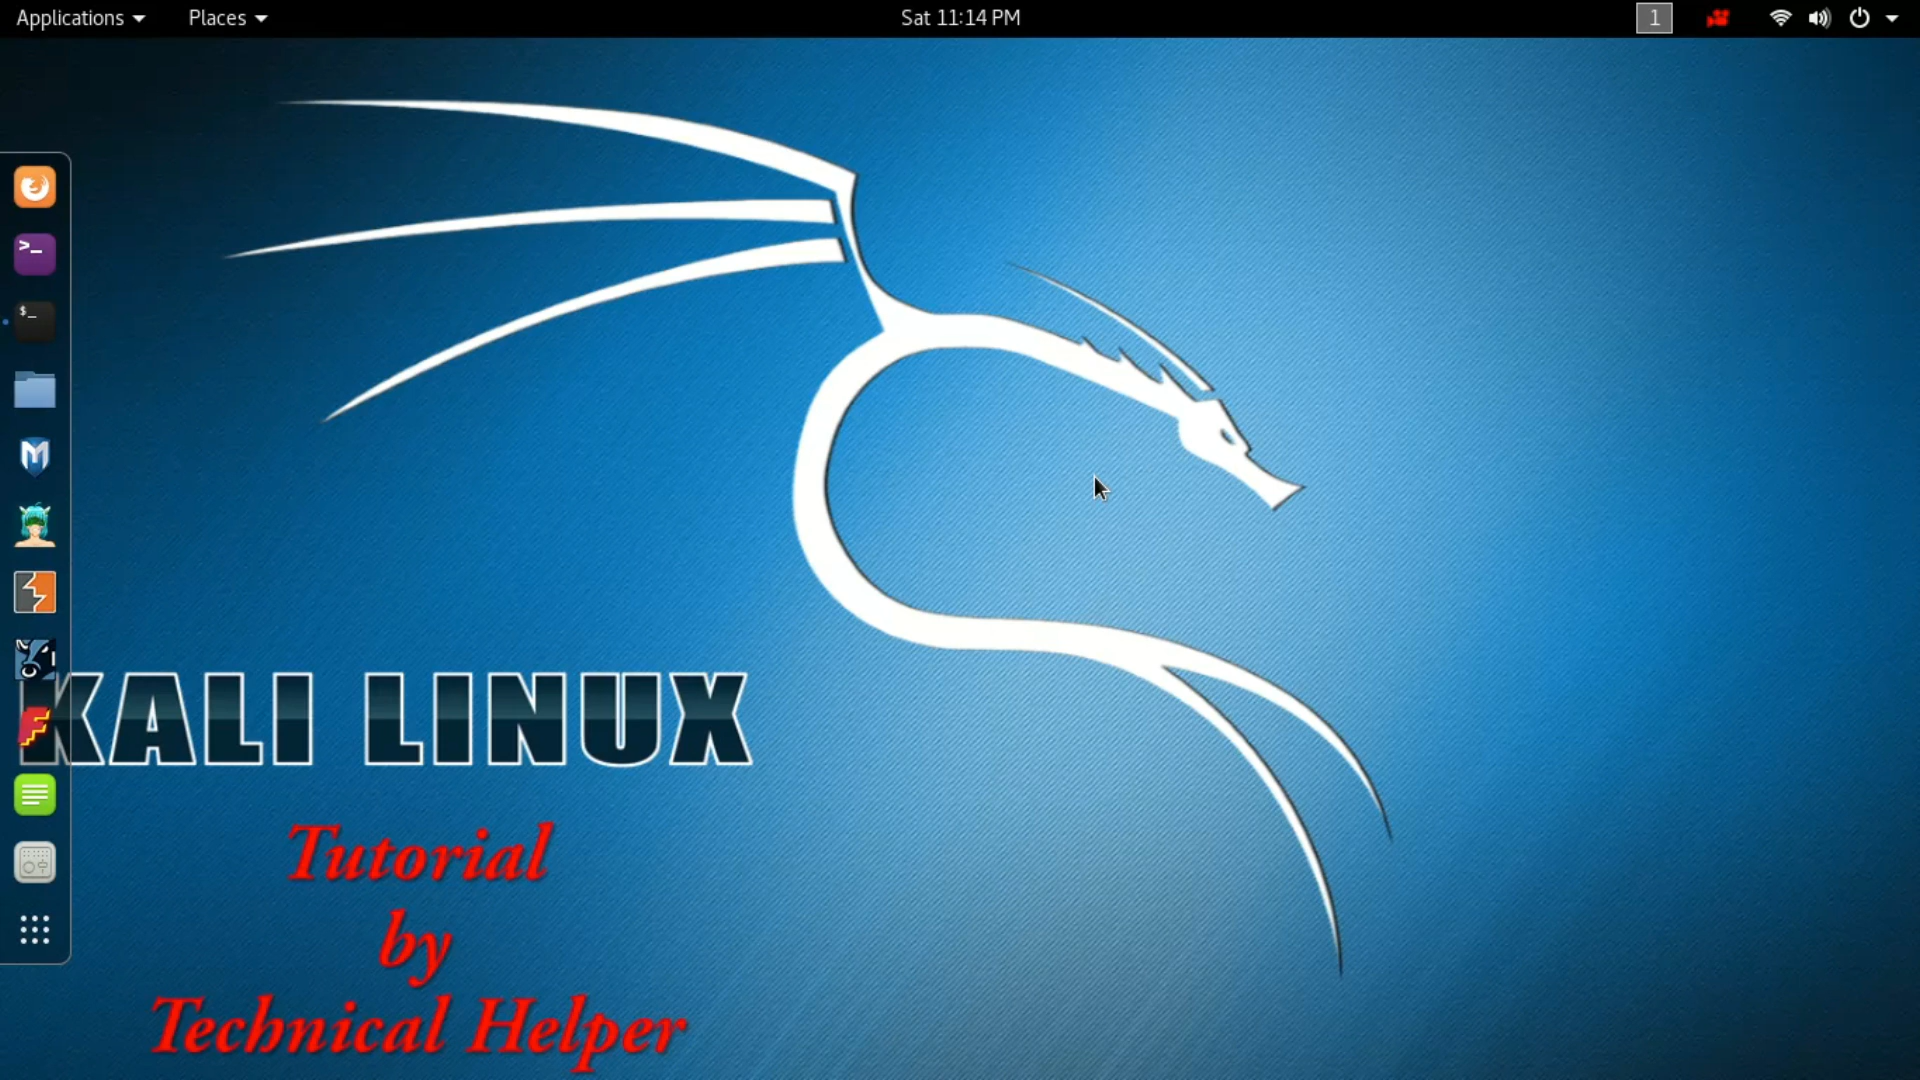 Applications Places Sat 11:14 PM 1
>_
$_
KALI LINUX
Tutorial
by
Technical Helper